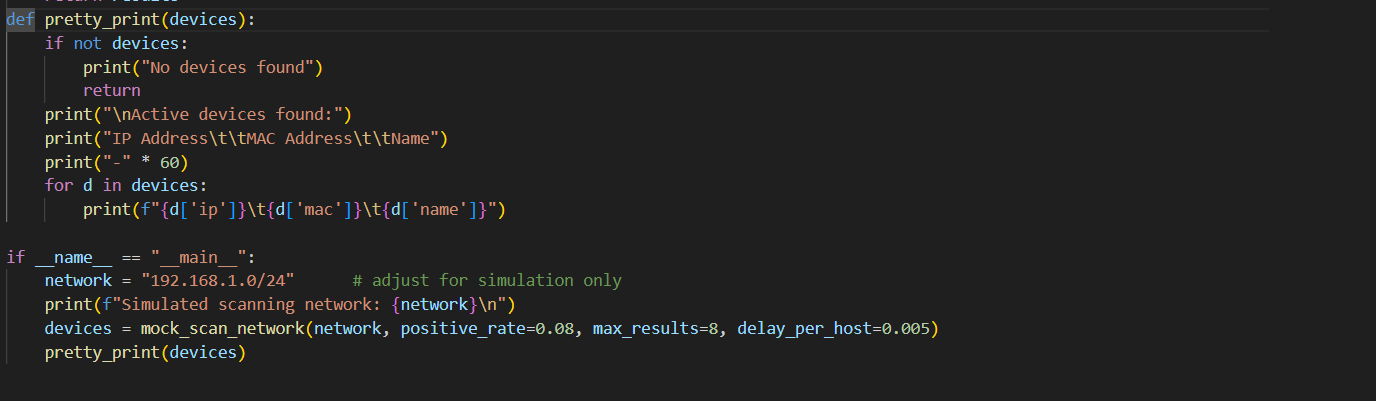 def pretty_print(devices):
    if not devices:
        print("No devices found")
        return
    print("\nActive devices found:")
    print("IP Address\t\tMAC Address\t\tName")
    print("-" * 60)
    for d in devices:
        print(f"{d['ip']}\t{d['mac']}\t{d['name']}")

if __name__ == "__main__":
    network = "192.168.1.0/24"      # adjust for simulation only
    print(f"Simulated scanning network: {network}\n")
    devices = mock_scan_network(network, positive_rate=0.08, max_results=8, delay_per_host=0.005)
    pretty_print(devices)